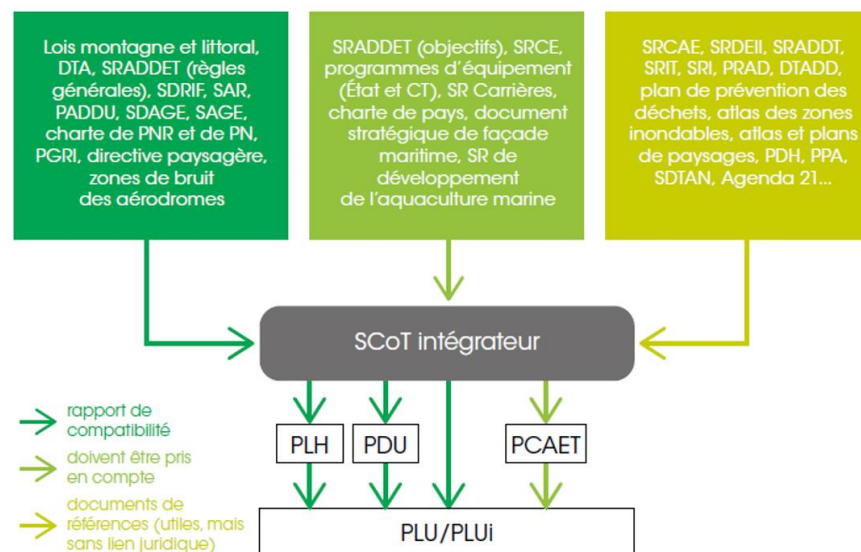 Lois montagne et littoral,
DTA, SRADDET (règles
générales), SDRIF, SAR,
PADDU, SDAGE, SAGE,
charte de PNR et de PN,
PGRI, directive paysagère,
zones de bruit
des aérodromes
SRADDET (objectifs), SRCE,
programmes d'équipement
(État et CT), SR Carrières,
charte de pays, document
stratégique de façade
maritime, SR de
développement
de l'aquaculture marine
SRCAE, SRDEII, SRADDT,
SRIT, SRI, PRAD, DTADD,
plan de prévention des
déchets, atlas des zones
inondables, atlas et plans
de paysages, PDH, PPA,
SDTAN, Agenda 21...
SCoT intégrateur
rapport de
compatibilité
doivent être pris
en compte
documents de
références (utiles, mais
sans lien juridique)
PLH
PDU
PCAET
PLU/PLUi